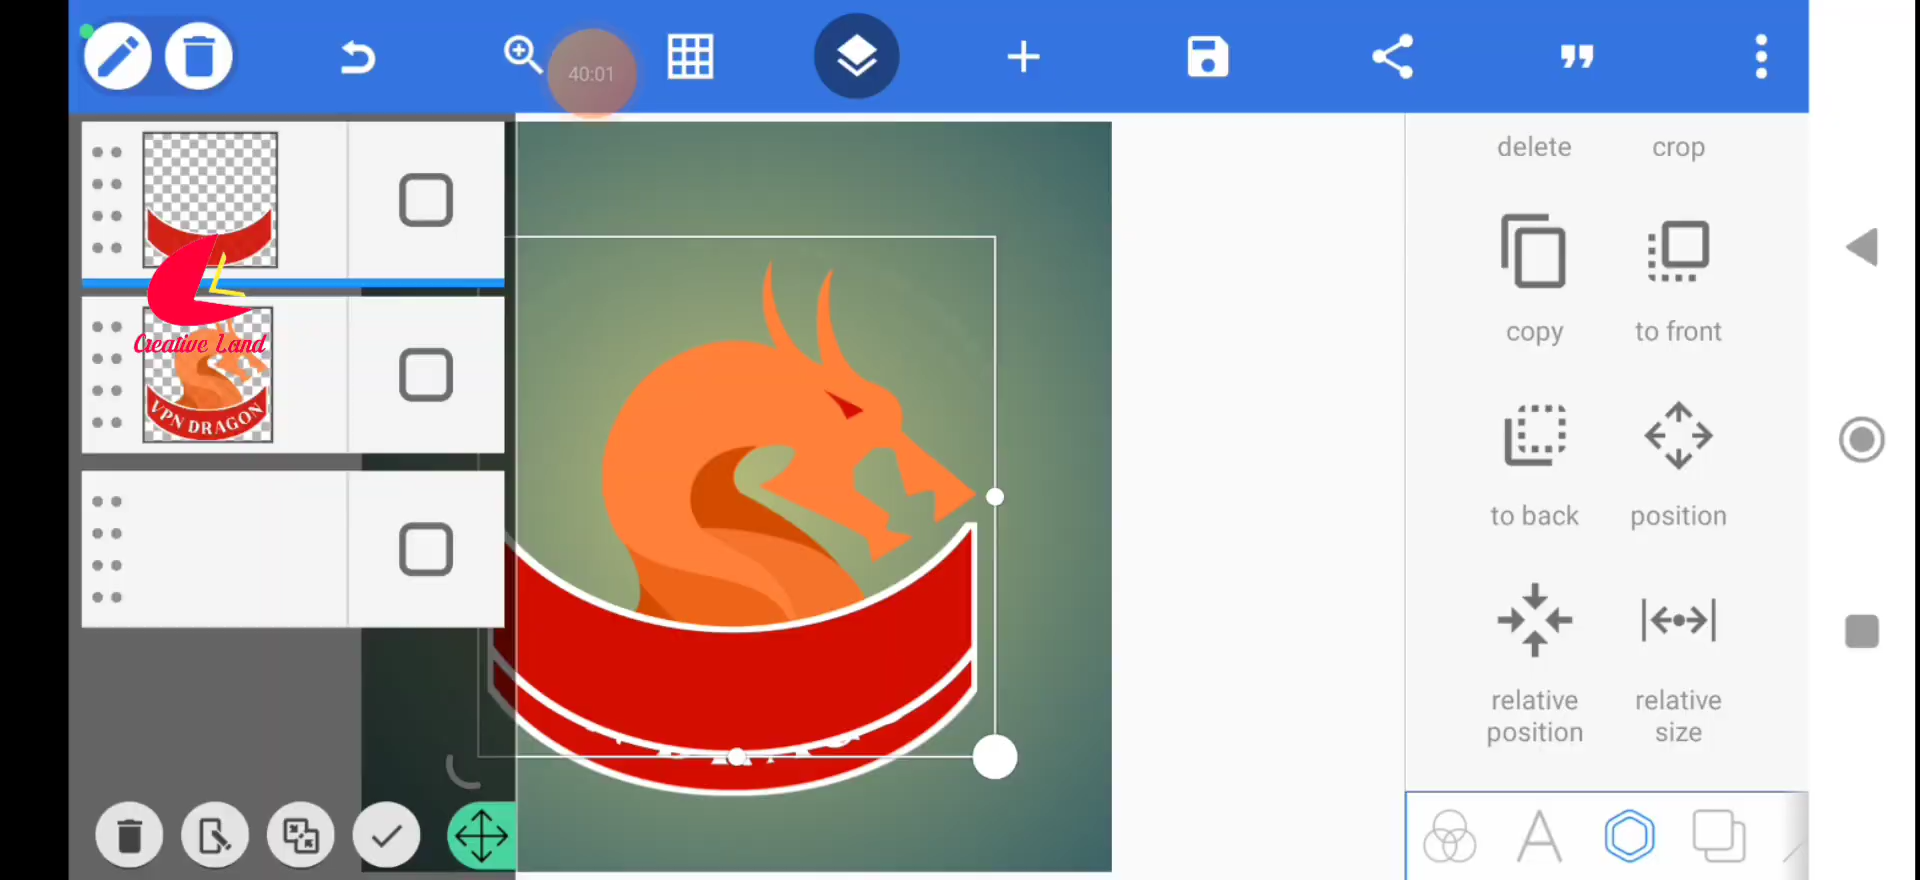 40:01
delete
crop
Creative Land
VPN DRAGON
copy
to front
to back
position
relative
position
relative
size